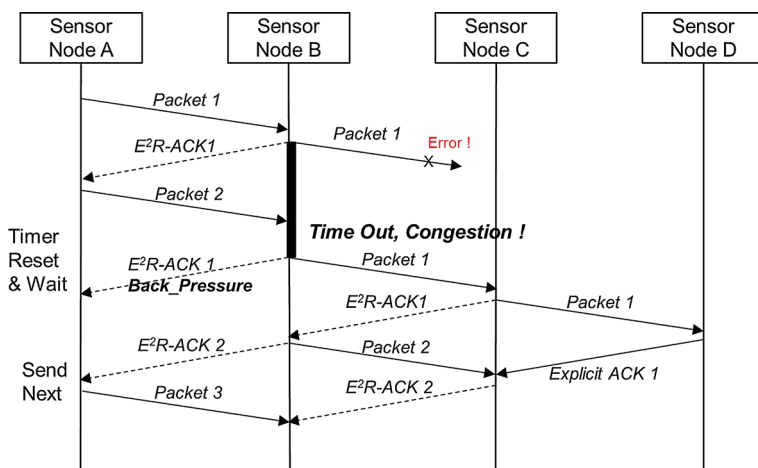 Sensor
Node A
Sensor
Node B
Sensor
Node C
Sensor
Node D
Packet 1
Packet 1
Error !
E²R-ACK1
X
Packet 2
Time Out, Congestion !
Timer
Reset
& Wait
E²R-ACK 1
Back_Pressure
Packet 1
E²R-ACK1
Packet 1
E²R-ACK 2
Packet 2
Send
Next
Explicit ACK 1
Packet 3
E²R-ACK 2